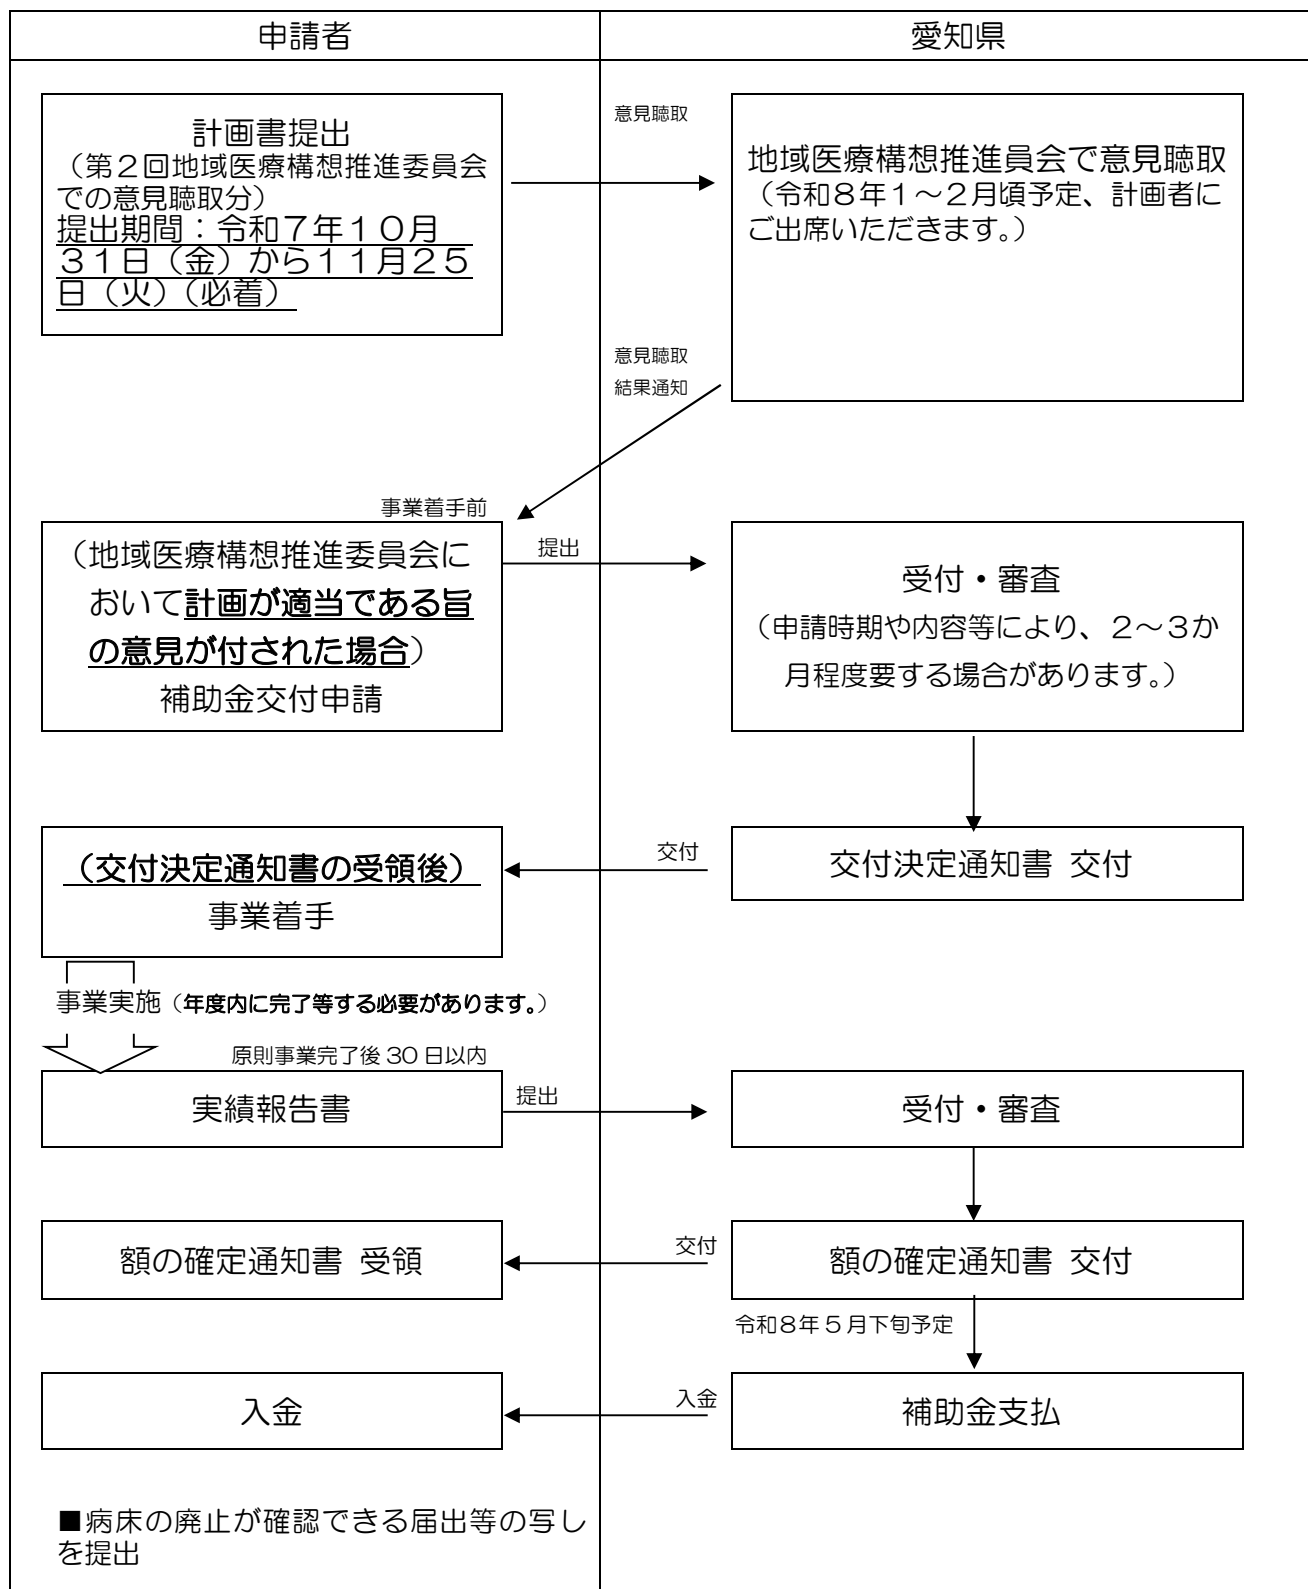 申請者
愛知県
計画書提出
（第２回地域医療構想推進委員会
での意見聴取分）
提出期間：令和７年１０月
３１日（金）から１１月２５
日（火）（必着）
意見聴取
地域医療構想推進員会で意見聴取
（令和８年１～２月頃予定、計画者に
ご出席いただきます。）
意見聴取
結果通知
事業着手前
（地域医療構想推進委員会に
おいて計画が適当である旨
の意見が付された場合）
補助金交付申請
提出
受付・審査
（申請時期や内容等により、２～３か
月程度要する場合があります。）
（交付決定通知書の受領後）
事業着手
交付
交付決定通知書 交付
事業実施（年度内に完了等する必要があります。）
原則事業完了後 30 日以内
実績報告書
提出
受付・審査
額の確定通知書 受領
交付
額の確定通知書 交付
令和８年５月下旬予定
入金
入金
補助金支払
■病床の廃止が確認できる届出等の写し
を提出